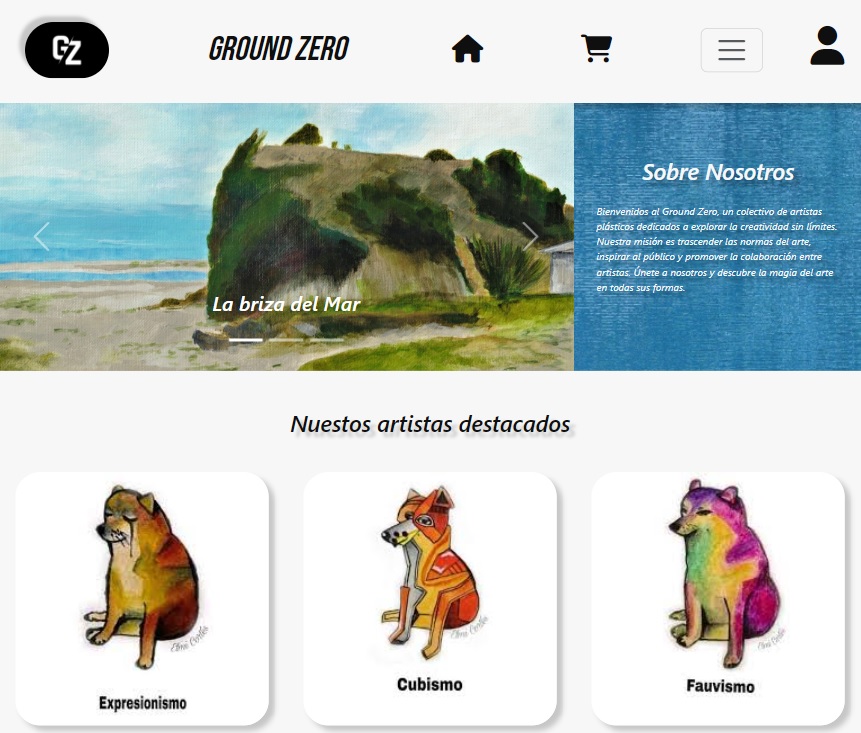 GZ
GROUND ZERO
La briza del Mar
Sobre Nosotros
Bienvenidos al Ground Zero, un colectivo de artistas
plásticos dedicados a explorar la creatividad sin límites.
Nuestra misión es trascender las normas del arte,
inspirar al público y promover la colaboración entre
artistas. Únete a nosotros y descubre la magia del arte
en todas sus formas.
Nuestos artistas destacados
Expresionismo
Cubismo
Fauvismo